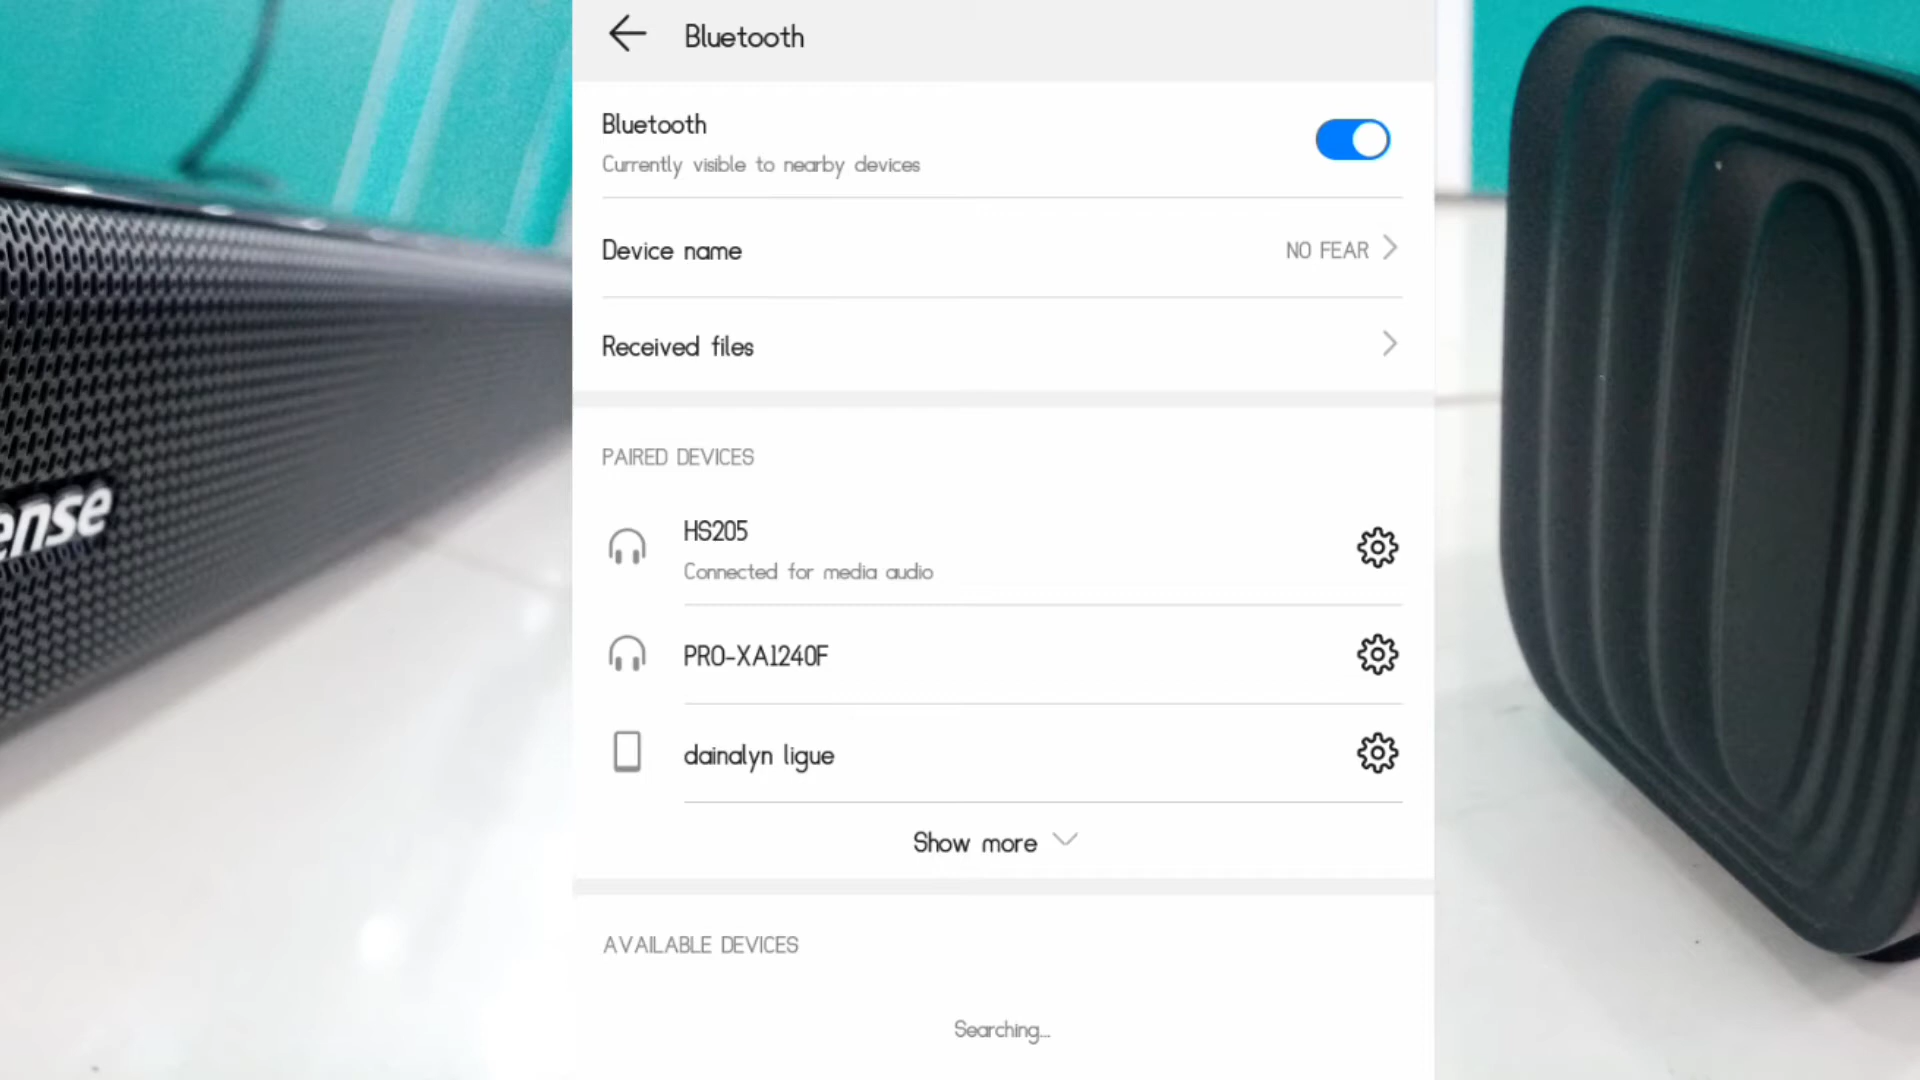 Bluetooth
Bluetooth
Currently visible to nearby devices
Device name
NO FEAR
Received files
PAIRED DEVICES
HS205
Connected for media audio
PRO-XA1240F
dainalyn ligue
Show more
AVAILABLE DEVICES
Searching...
ense